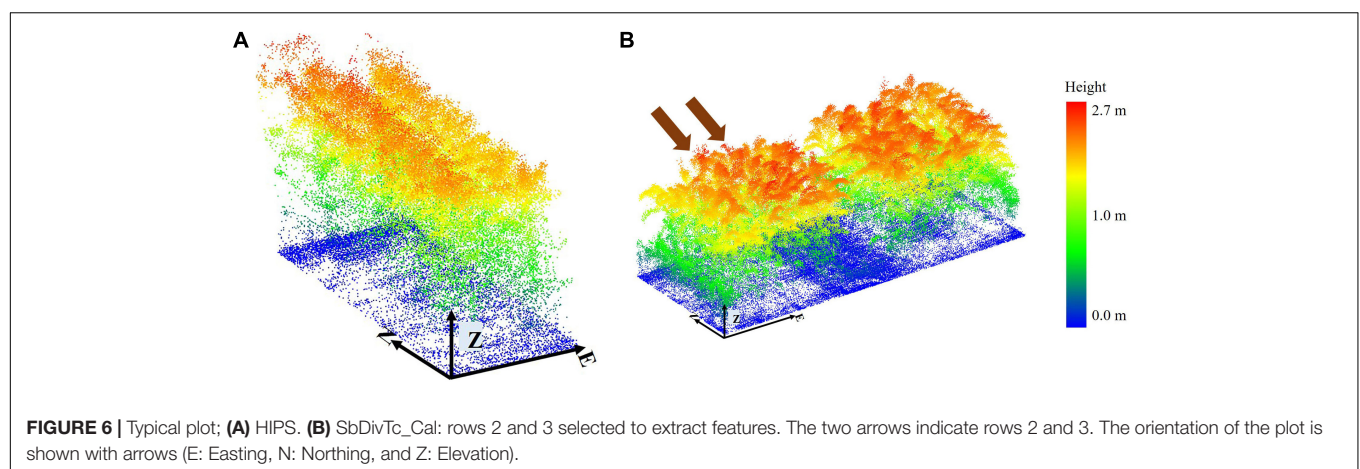 A
B
Height
2.7 m
1.0 m
0.0 m
Z
N
E
Z
N
E
FIGURE 6 | Typical plot; (A) HIPS. (B) SbDivTc_Cal: rows 2 and 3 selected to extract features. The two arrows indicate rows 2 and 3. The orientation of the plot is
shown with arrows (E: Easting, N: Northing, and Z: Elevation).